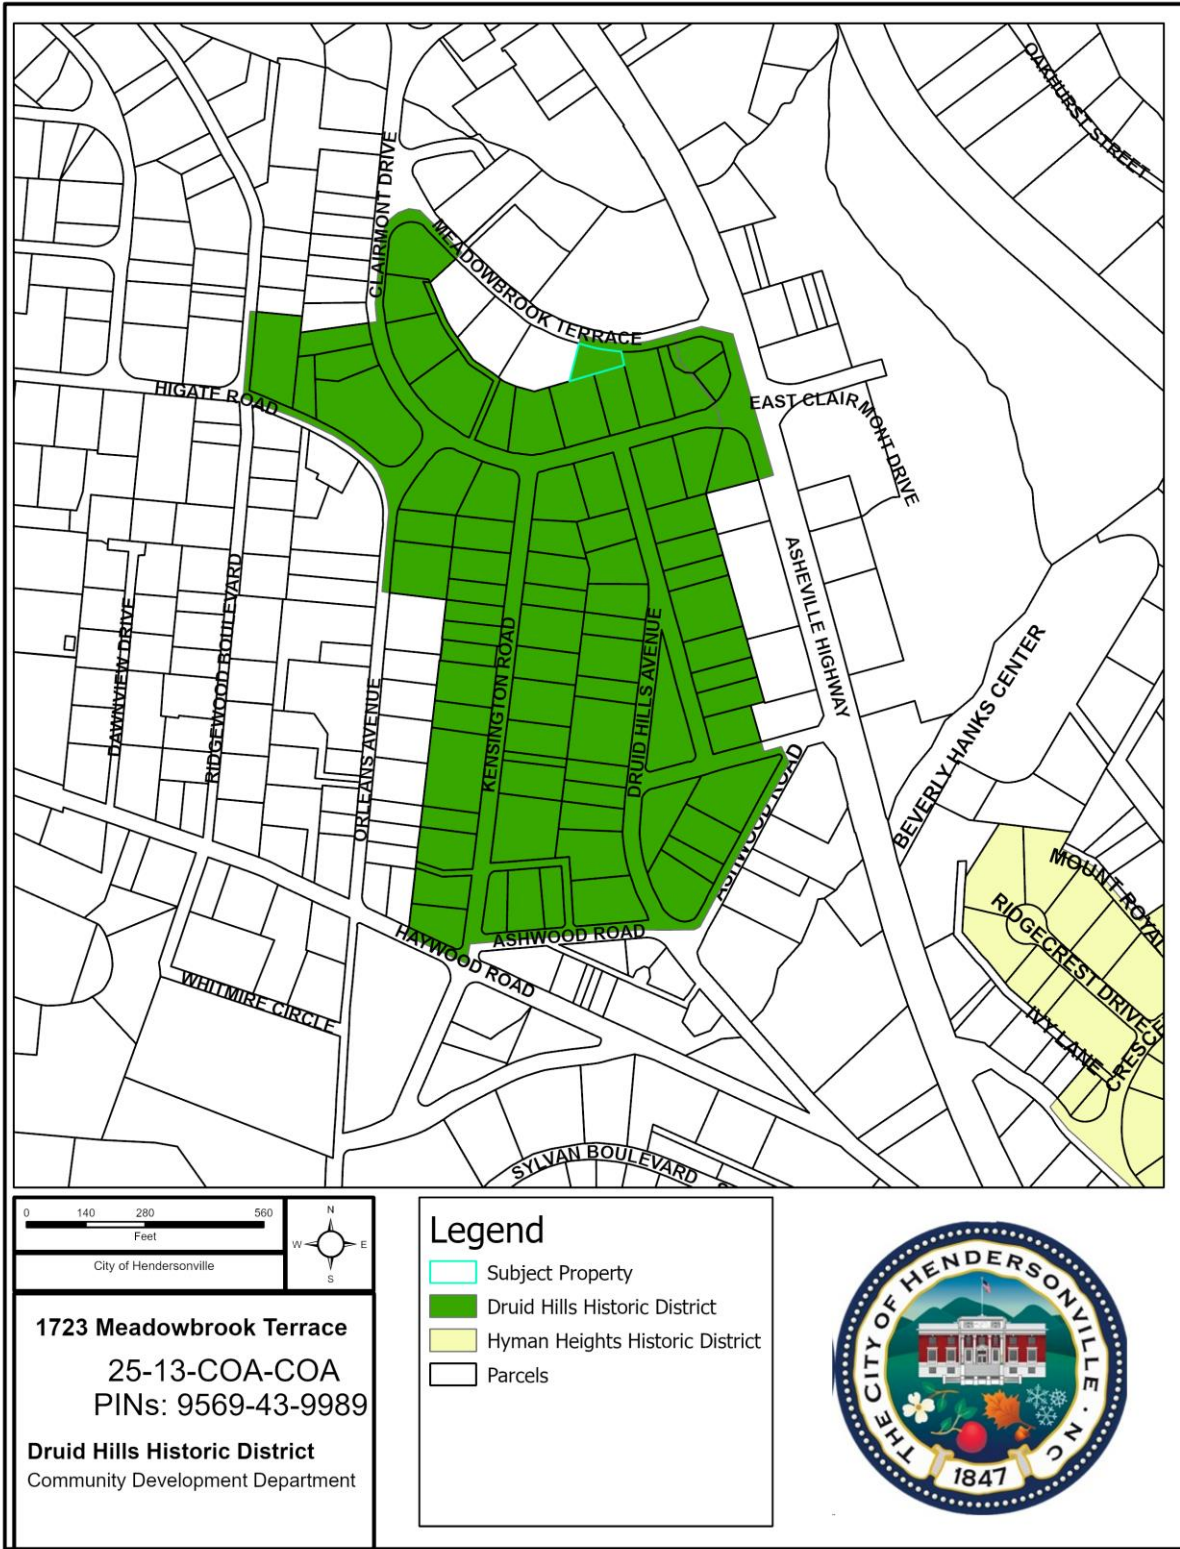 OAKHURST STREET
CLAIRMONT DRIVE
MEADOWBROOK TERRACE
HIGATE ROAD
EAST CLAIRMONT DRIVE
ASHEVILLE HIGHWAY
DAWNVIEW DRIVE
RIDGEWOOD BOULEVARD
ORLEANS AVENUE
KENSINGTON ROAD
DRUID HILLS AVENUE
BEVERLY HANKS CENTER
ASHWOOD ROAD
MOUNT ROYAL
RIDGECREST DRIVE
IVY LANE
ASHWOOD ROAD
HAYWOOD ROAD
WHITMIRE CIRCLE
SYLVAN BOULEVARD
0 140 280 560
Feet
City of Hendersonville
N
W E
S
1723 Meadowbrook Terrace
25-13-COA-COA
PINs: 9569-43-9989
Druid Hills Historic District
Community Development Department
Legend
Subject Property
Druid Hills Historic District
Hyman Heights Historic District
Parcels
THE CITY OF HENDERSONVILLE · NC
1847